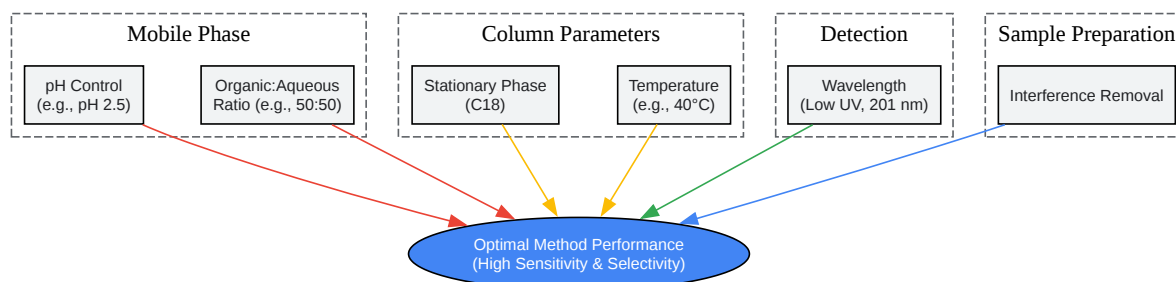 Mobile Phase
pH Control
(e.g., pH 2.5)
Organic:Aqueous
Ratio (e.g., 50:50)
Column Parameters
Stationary Phase
(C18)
Temperature
(e.g., 40°C)
Detection
Wavelength
(Low UV, 201 nm)
Sample Preparation
Interference Removal
Optimal Method Performance
(High Sensitivity & Selectivity)